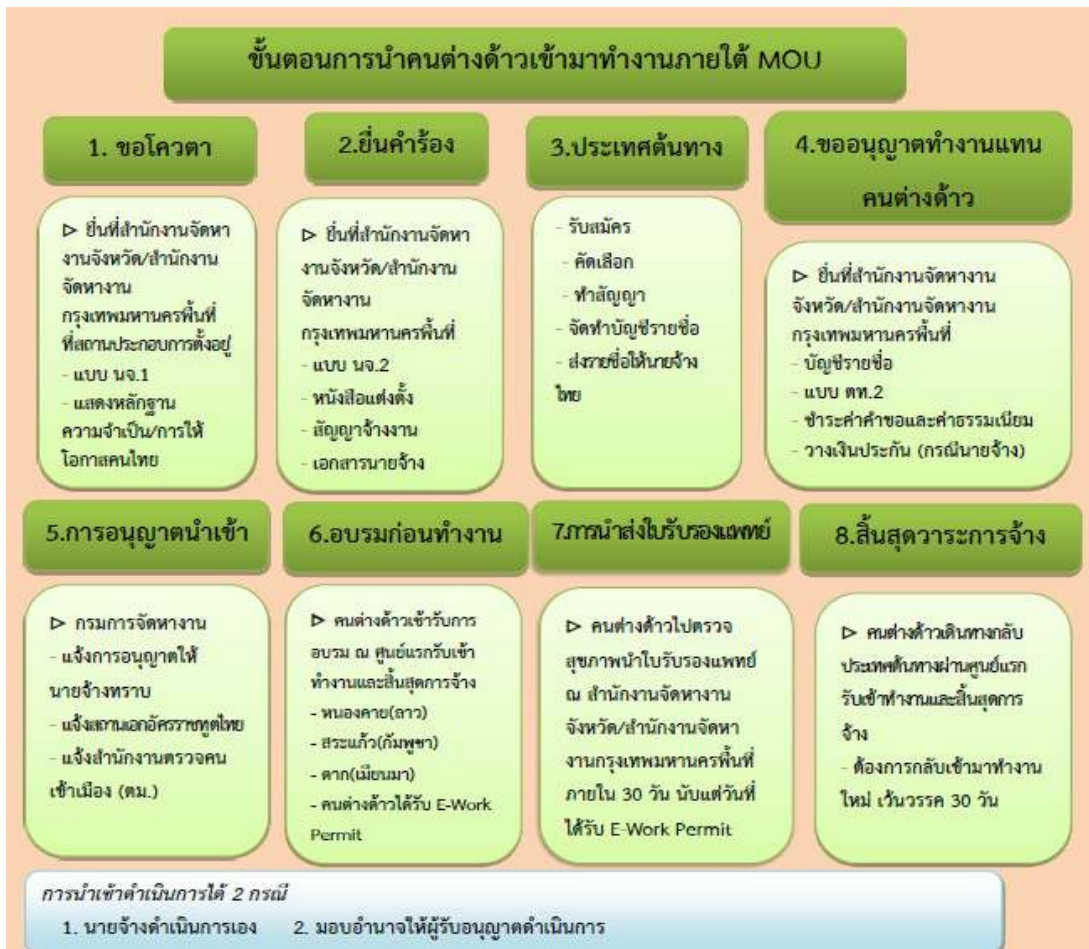 ขั้นตอนการนำคนต่างด้าวเข้ามาทำงานภายใต้ MOU
1. ขอโควตา
▷ ยื่นที่สำนักงานจัดหา
งานจังหวัด/สำนักงาน
จัดหางาน
กรุงเทพมหานครพื้นที่
ที่สถานประกอบการตั้งอยู่
- แบบ นจ.1
- แสดงหลักฐาน
ความจำเป็น/การให้
โอกาสคนไทย
2.ยื่นคำร้อง
▷ ยื่นที่สำนักงานจัดหา
งานจังหวัด/สำนักงาน
จัดหางาน
กรุงเทพมหานครพื้นที่
- แบบ นจ.2
- หนังสือแต่งตั้ง
- สัญญาจ้างงาน
- เอกสารนายจ้าง
3.ประเทศต้นทาง
- รับสมัคร
- คัดเลือก
- ทำสัญญา
- จัดทำบัญชีรายชื่อ
- ส่งรายชื่อให้นายจ้าง
ไทย
4.ขออนุญาตทำงานแทน
คนต่างด้าว
▷ ยื่นที่สำนักงานจัดหางาน
จังหวัด/สำนักงานจัดหางาน
กรุงเทพมหานครพื้นที่
- บัญชีรายชื่อ
- แบบ ตท.2
- ชำระค่าคำขอและค่าธรรมเนียม
- วางเงินประกัน (กรณีนายจ้าง)
5.การอนุญาตนำเข้า
▷ กรมการจัดหางาน
- แจ้งการอนุญาตให้
นายจ้างทราบ
- แจ้งสถานเอกอัครราชทูตไทย
- แจ้งสำนักงานตรวจคน
เข้าเมือง (ตม.)
6.อบรมก่อนทำงาน
▷ คนต่างด้าวเข้ารับการ
อบรม ณ ศูนย์แรกรับเข้า
ทำงานและสิ้นสุดการจ้าง
- หนองคาย(ลาว)
- สระแก้ว(กัมพูชา)
- ตาก(เมียนมา)
- คนต่างด้าวได้รับ E-Work
Permit
7.การนำส่งใบรับรองแพทย์
▷ คนต่างด้าวไปตรวจ
สุขภาพนำใบรับรองแพทย์
ณ สำนักงานจัดหางาน
จังหวัด/สำนักงานจัดหา
งานกรุงเทพมหานครพื้นที่
ภายใน 30 วัน นับแต่วันที่
ได้รับ E-Work Permit
8.สิ้นสุดวาระการจ้าง
▷ คนต่างด้าวเดินทางกลับ
ประเทศต้นทางผ่านศูนย์แรก
รับเข้าทำงานและสิ้นสุดการ
จ้าง
- ต้องการกลับเข้ามาทำงาน
ใหม่ เว้นวรรค 30 วัน
การนำเข้าดำเนินการได้ 2 กรณี
1. นายจ้างดำเนินการเอง 2. มอบอำนาจให้ผู้รับอนุญาตดำเนินการ